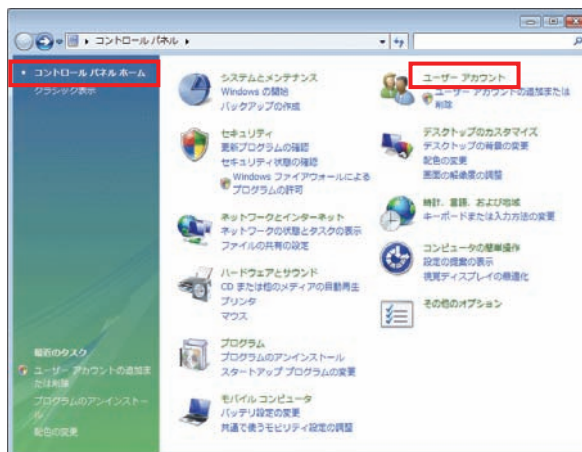 コントロール パネル
コントロール パネル ホーム
クラシック表示
最近のタスク
ユーザー アカウントの追加ま
たは削除
プログラムのアンインストー
ル
配色の変更
システムとメンテナンス
Windows の開始
バックアップの作成
セキュリティ
更新プログラムの確認
セキュリティ状態の確認
Windows ファイアウォールによる
プログラムの許可
ネットワークとインターネット
ネットワークの状態とタスクの表示
ファイルの共有の設定
ハードウェアとサウンド
CD または他のメディアの自動再生
プリンタ
マウス
プログラム
プログラムのアンインストール
スタートアップ プログラムの変更
モバイル コンピュータ
バッテリ設定の変更
共通で使うモビリティ設定の調整
ユーザー アカウント
ユーザー アカウントの追加または
削除
デスクトップのカスタマイズ
デスクトップの背景の変更
配色の変更
画面の解像度の調整
時計、言語、および地域
キーボードまたは入力方法の変更
コンピュータの簡単操作
設定の提案の表示
視覚ディスプレイの最適化
その他のオプション